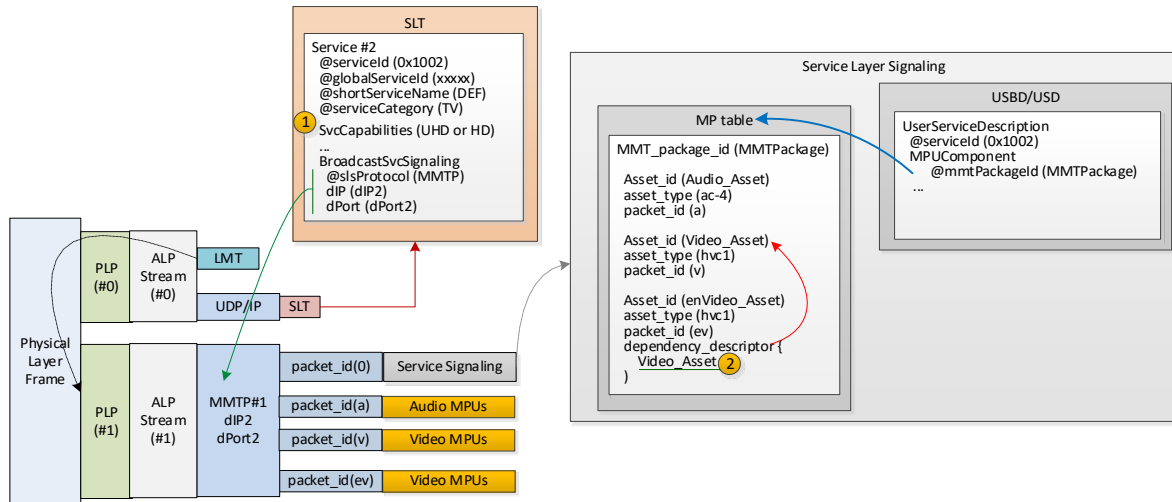 SLT
Service #2
@serviceId (0x1002)
@globalServiceId (xxxxx)
@shortServiceName (DEF)
@serviceCategory (TV)
1
SvcCapabilities (UHD or HD)
...
BroadcastSvcSignaling
@slsProtocol (MMTP)
dIP (dIP2)
dPort (dPort2)
Service Layer Signaling
MP table
MMT_package_id (MMTPackage)
Asset_id (Audio_Asset)
asset_type (ac-4)
packet_id (a)
Asset_id (Video_Asset)
asset_type (hvc1)
packet_id (v)
Asset_id (enVideo_Asset)
asset_type (hvc1)
packet_id (ev)
dependency_descriptor {
Video_Asset
2
)
USBD/USD
UserServiceDescription
@serviceId (0x1002)
MPUComponent
@mmtPackageId (MMTPackage)
...
Physical
Layer
Frame
PLP
(#0)
ALP
Stream
(#0)
LMT
UDP/IP
SLT
PLP
(#1)
ALP
Stream
(#1)
MMTP#1
dIP2
dPort2
packet_id(0)
Service Signaling
packet_id(a)
Audio MPUs
packet_id(v)
Video MPUs
packet_id(ev)
Video MPUs